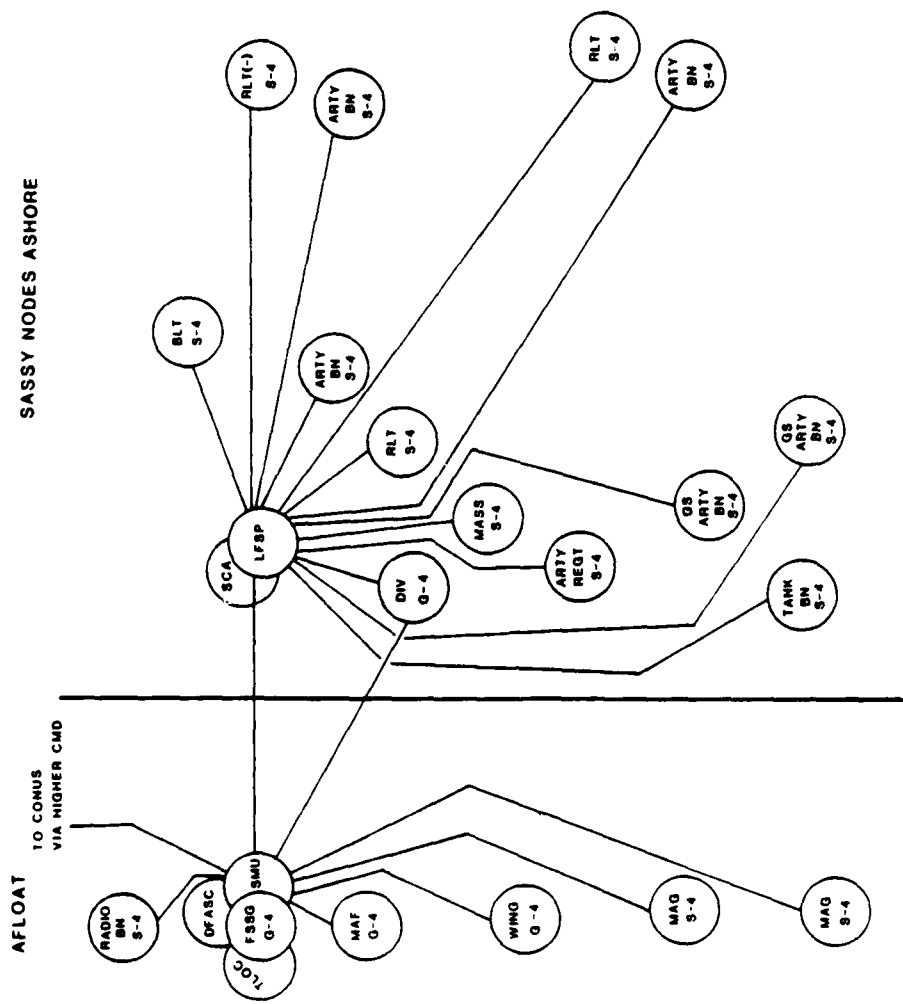 AFLOAT
SASSY NODES ASHORE
TO CONUS
VIA HIGHER CMD
RADIO
BN
S-4
DFASC
SMU
FSSG
G-4
TLOC
MAF
G-4
WING
G-4
MAG
S-4
MAG
S-4
SCA
LFSP
BLT
S-4
RLT(-)
S-4
ARTY
BN
S-4
ARTY
BN
S-4
RLT
S-4
RLT
S-4
ARTY
BN
S-4
MASS
S-4
DIV
G-4
ARTY
REGT
S-4
GS
ARTY
BN
S-4
GS
ARTY
BN
S-4
TANK
BN
S-4